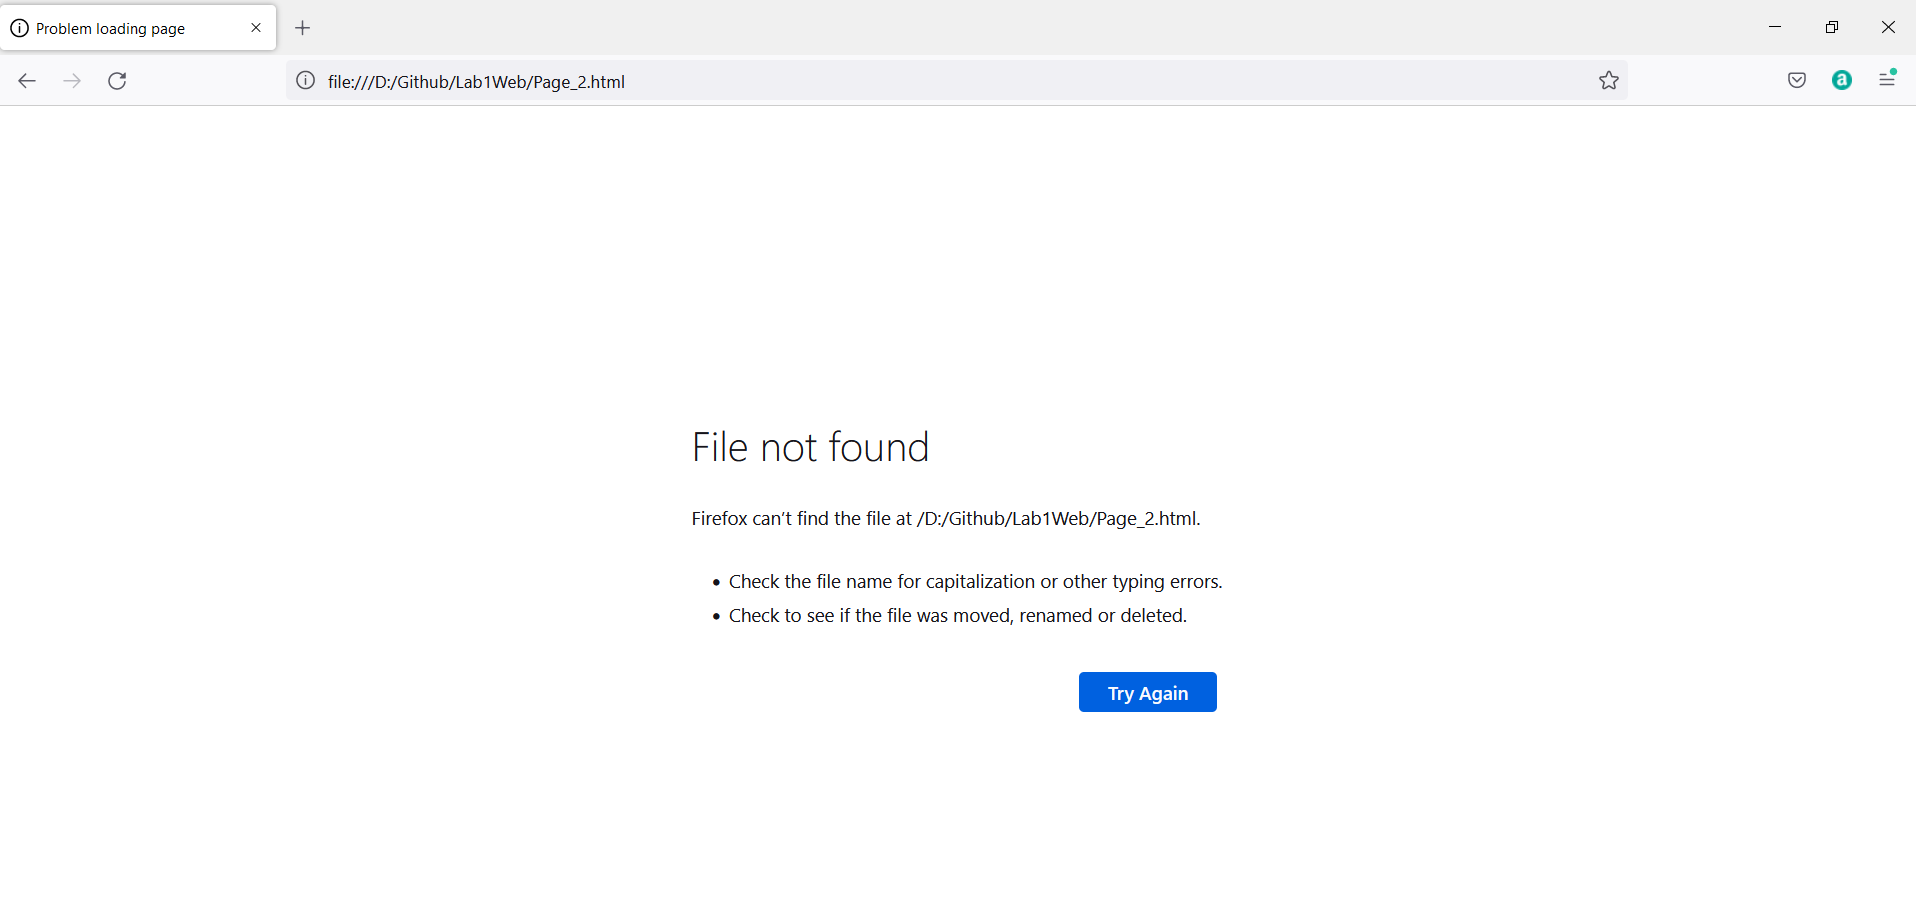 Problem loading page
file:///D:/Github/Lab1Web/Page_2.html
a
File not found
Firefox can’t find the file at /D:/Github/Lab1Web/Page_2.html.
• Check the file name for capitalization or other typing errors.
• Check to see if the file was moved, renamed or deleted.
Try Again